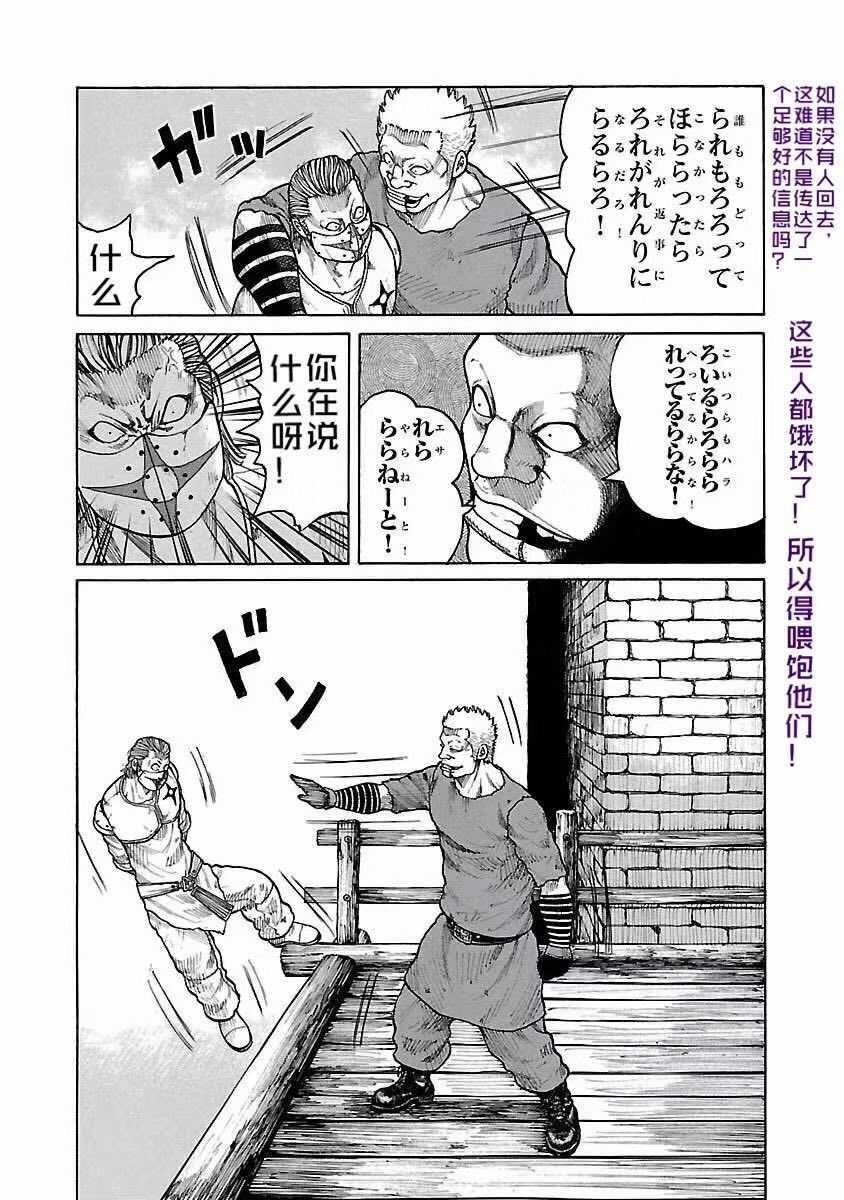 如果没有人回去，
这难道不是传达了一
个足够好的信息吗？
られもろろって
誰ももどって
ほららったら
こなかったら
ろれがれんりに
それが返事に
らるらろ！
なるだろ！
ガッ
什么
这些人都饿坏了！所以得喂饱他们！
ろいるらろらら
こいつらもハラ
れってるららな！
へってるからな！
れら
エサ
ららねーと！
やらねーと！
你在说
什么呀！
ドン